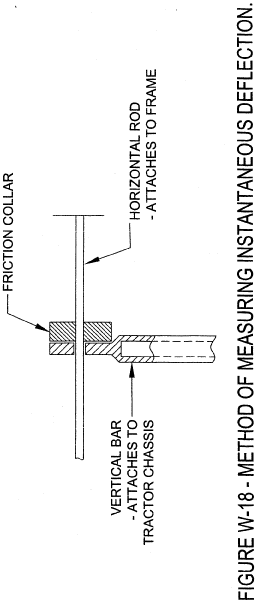 FRICTION COLLAR
HORIZONTAL ROD
- ATTACHES TO FRAME
VERTICAL BAR
- ATTACHES TO
TRACTOR CHASSIS
FIGURE W-18 - METHOD OF MEASURING INSTANTANEOUS DEFLECTION.